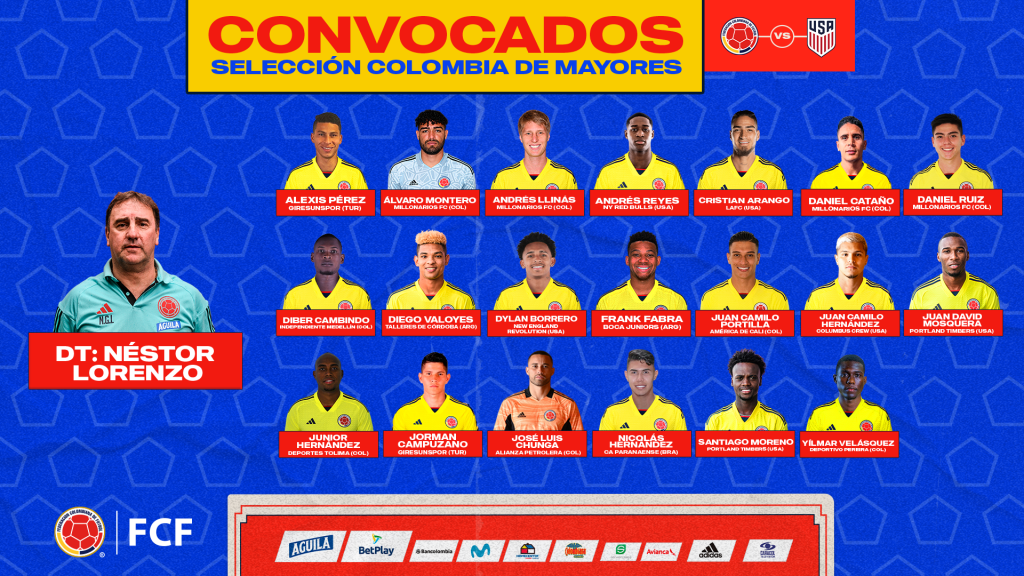 CONVOCADOS
SELECCIÓN COLOMBIA DE MAYORES
VS
USA
ALEXIS PÉREZ
GIRESUNSPOR (TUR)
ÁLVARO MONTERO
MILLONARIOS FC (COL)
ANDRÉS LLINÁS
MILLONARIOS FC (COL)
ANDRÉS REYES
NY RED BULLS (USA)
CRISTIAN ARANGO
LAFC (USA)
DANIEL CATAÑO
MILLONARIOS FC (COL)
DANIEL RUIZ
MILLONARIOS FC (COL)
DIBER CAMBINDO
INDEPENDIENTE MEDELLÍN (COL)
DIEGO VALOYES
TALLERES DE CÓRDOBA (ARG)
DYLAN BORRERO
NEW ENGLAND
REVOLUTION (USA)
FRANK FABRA
BOCA JUNIORS (ARG)
JUAN CAMILO
PORTILLA
AMÉRICA DE CALI (COL)
JUAN CAMILO
HERNÁNDEZ
COLUMBUS CREW (USA)
JUAN DAVID
MOSQUERA
PORTLAND TIMBERS (USA)
N.G.L
AGUILA
DT: NÉSTOR
LORENZO
JUNIOR
HERNÁNDEZ
DEPORTES TOLIMA (COL)
JORMAN
CAMPUZANO
GIRESUNSPOR (TUR)
JOSÉ LUIS
CHUNGA
ALIANZA PETROLERA (COL)
NICOLÁS
HERNÁNDEZ
CA PARANAENSE (BRA)
SANTIAGO MORENO
PORTLAND TIMBERS (USA)
YÍLMAR VELÁSQUEZ
DEPORTIVO PEREIRA (COL)
FCF
AGUILA
BetPlay
Bancolombia
Avianca
adidas
CARACOL